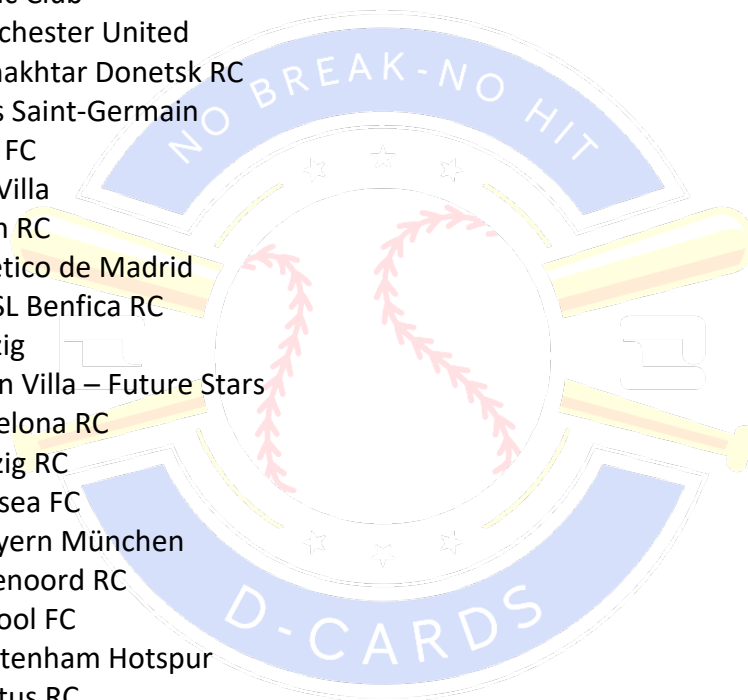 NO BREAK-NO HIT
chester United
akhtar Donetsk RC
Saint-Germain
FC
Villa
RC
etico de Madrid
SL Benfica RC
zig
n Villa – Future Stars
elona RC
zig RC
sea FC
yern München
enoord RC
ool FC
tenham Hotspur
tus RC
D-CARDS